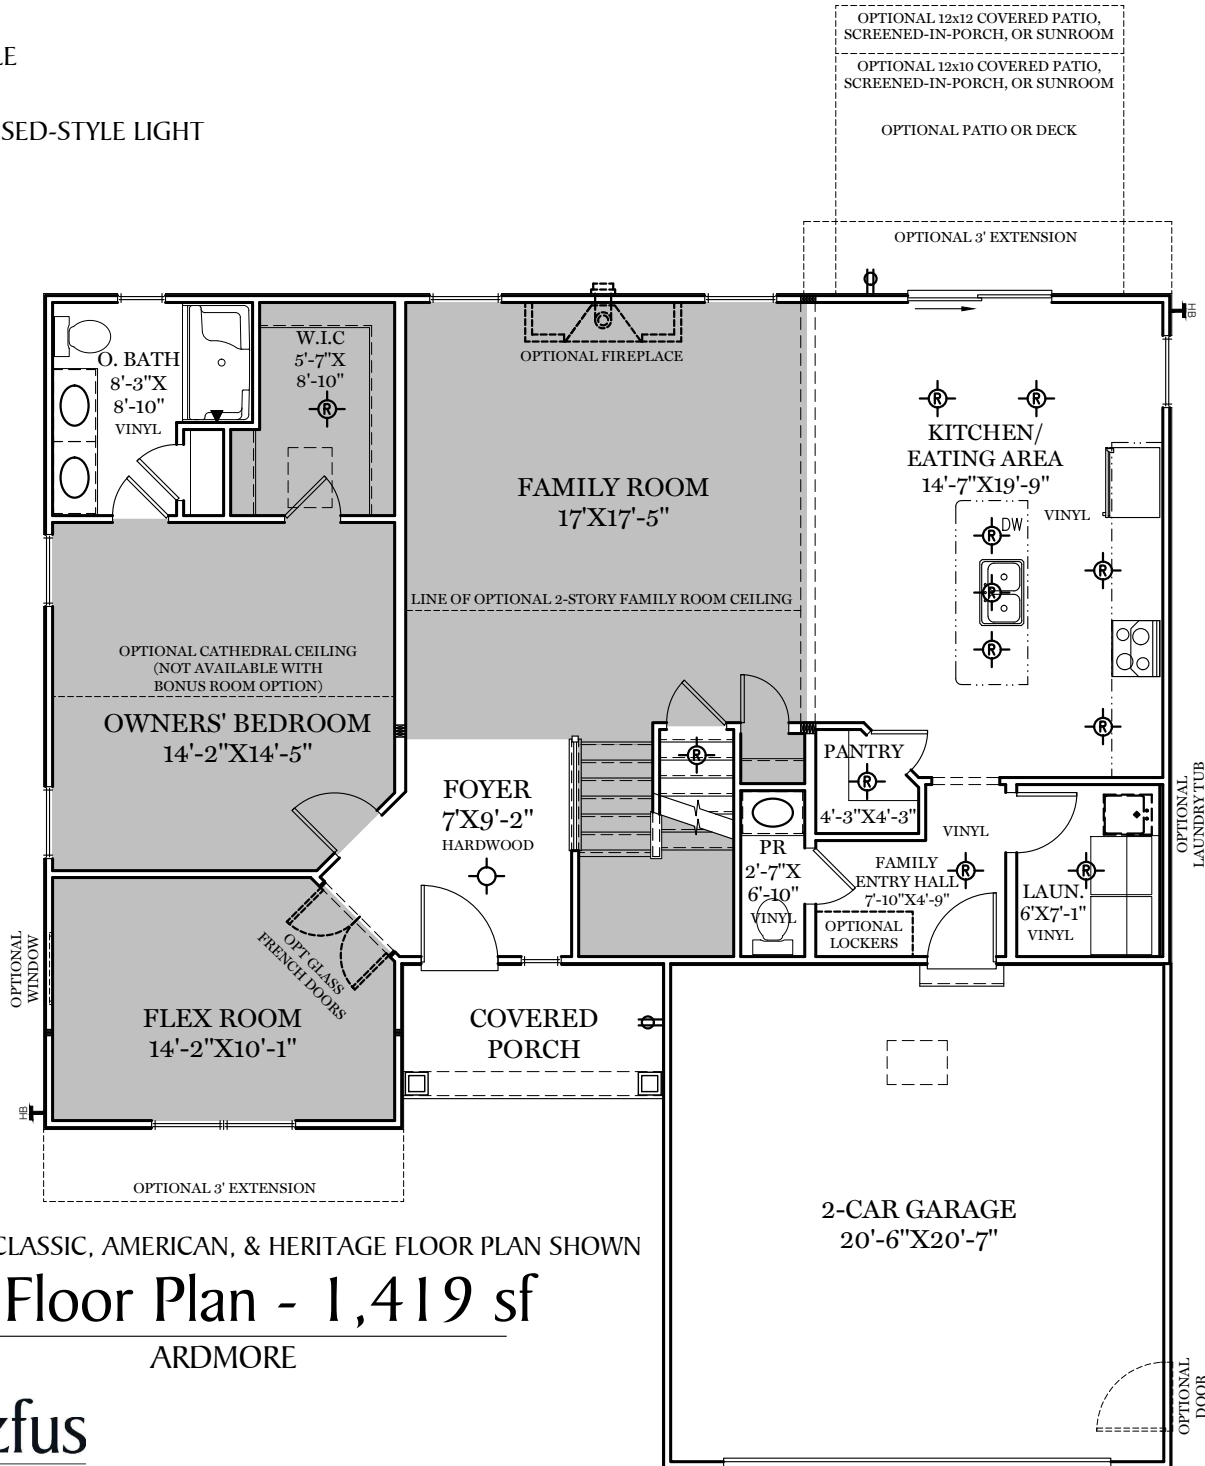 OPTIONAL 12x12 COVERED PATIO,
SCREENED-IN-PORCH, OR SUNROOM
OPTIONAL 12x10 COVERED PATIO,
SCREENED-IN-PORCH, OR SUNROOM
OPTIONAL PATIO OR DECK
LE
SED-STYLE LIGHT
OPTIONAL 3' EXTENSION
HB
O. BATH
8'-3"X
8'-10"
VINYL
W.I.C
5'-7"X
8'-10"
R
OPTIONAL FIREPLACE
FAMILY ROOM
17'X17'-5"
LINE OF OPTIONAL 2-STORY FAMILY ROOM CEILING
R
R
KITCHEN/
EATING AREA
14'-7"X19'-9"
VINYL
R
DW
R
R
R
R
OPTIONAL CATHEDRAL CEILING
(NOT AVAILABLE WITH
BONUS ROOM OPTION)
OWNERS' BEDROOM
14'-2"X14'-5"
FOYER
7'X9'-2"
HARDWOOD
R
PANTRY
R
4'-3"X4'-3"
PR
2'-7"X
6'-10"
VINYL
VINYL
FAMILY
ENTRY HALL
7'-10"X4'-9"
R
OPTIONAL
LOCKERS
R
LAUN.
6'X7'-1"
VINYL
OPTIONAL
LAUNDRY TUB
OPTIONAL
WINDOW
OPT GLASS
FRENCH DOORS
FLEX ROOM
14'-2"X10'-1"
COVERED
PORCH
HB
OPTIONAL 3' EXTENSION
2-CAR GARAGE
20'-6"X20'-7"
OPTIONAL
DOOR
CLASSIC, AMERICAN, & HERITAGE FLOOR PLAN SHOWN
Floor Plan - 1,419 sf
ARDMORE
zfus